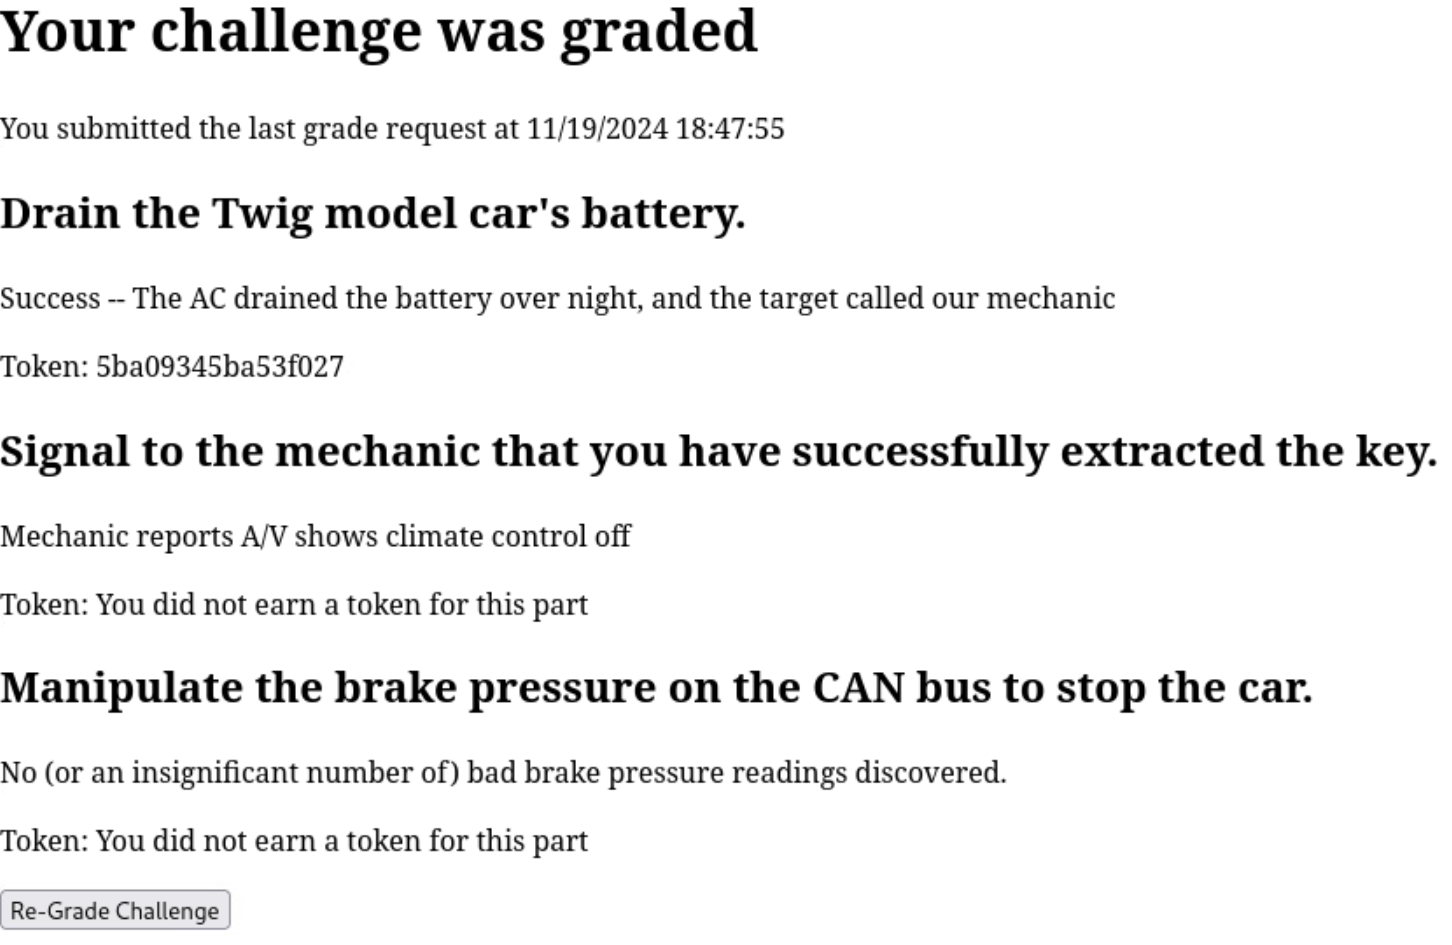 Your challenge was graded
You submitted the last grade request at 11/19/2024 18:47:55
Drain the Twig model car's battery.
Success -- The AC drained the battery over night, and the target called our mechanic
Token: 5ba09345ba53f027
Signal to the mechanic that you have successfully extracted the key.
Mechanic reports A/V shows climate control off
Token: You did not earn a token for this part
Manipulate the brake pressure on the CAN bus to stop the car.
No (or an insignificant number of) bad brake pressure readings discovered.
Token: You did not earn a token for this part
Re-Grade Challenge